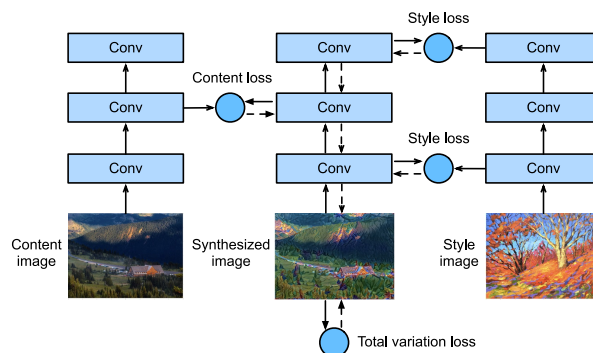 Style loss
Conv
Conv
Conv
Content loss
Conv
Conv
Conv
Style loss
Conv
Conv
Conv
Content
image
Synthesized
image
Style
image
Total variation loss